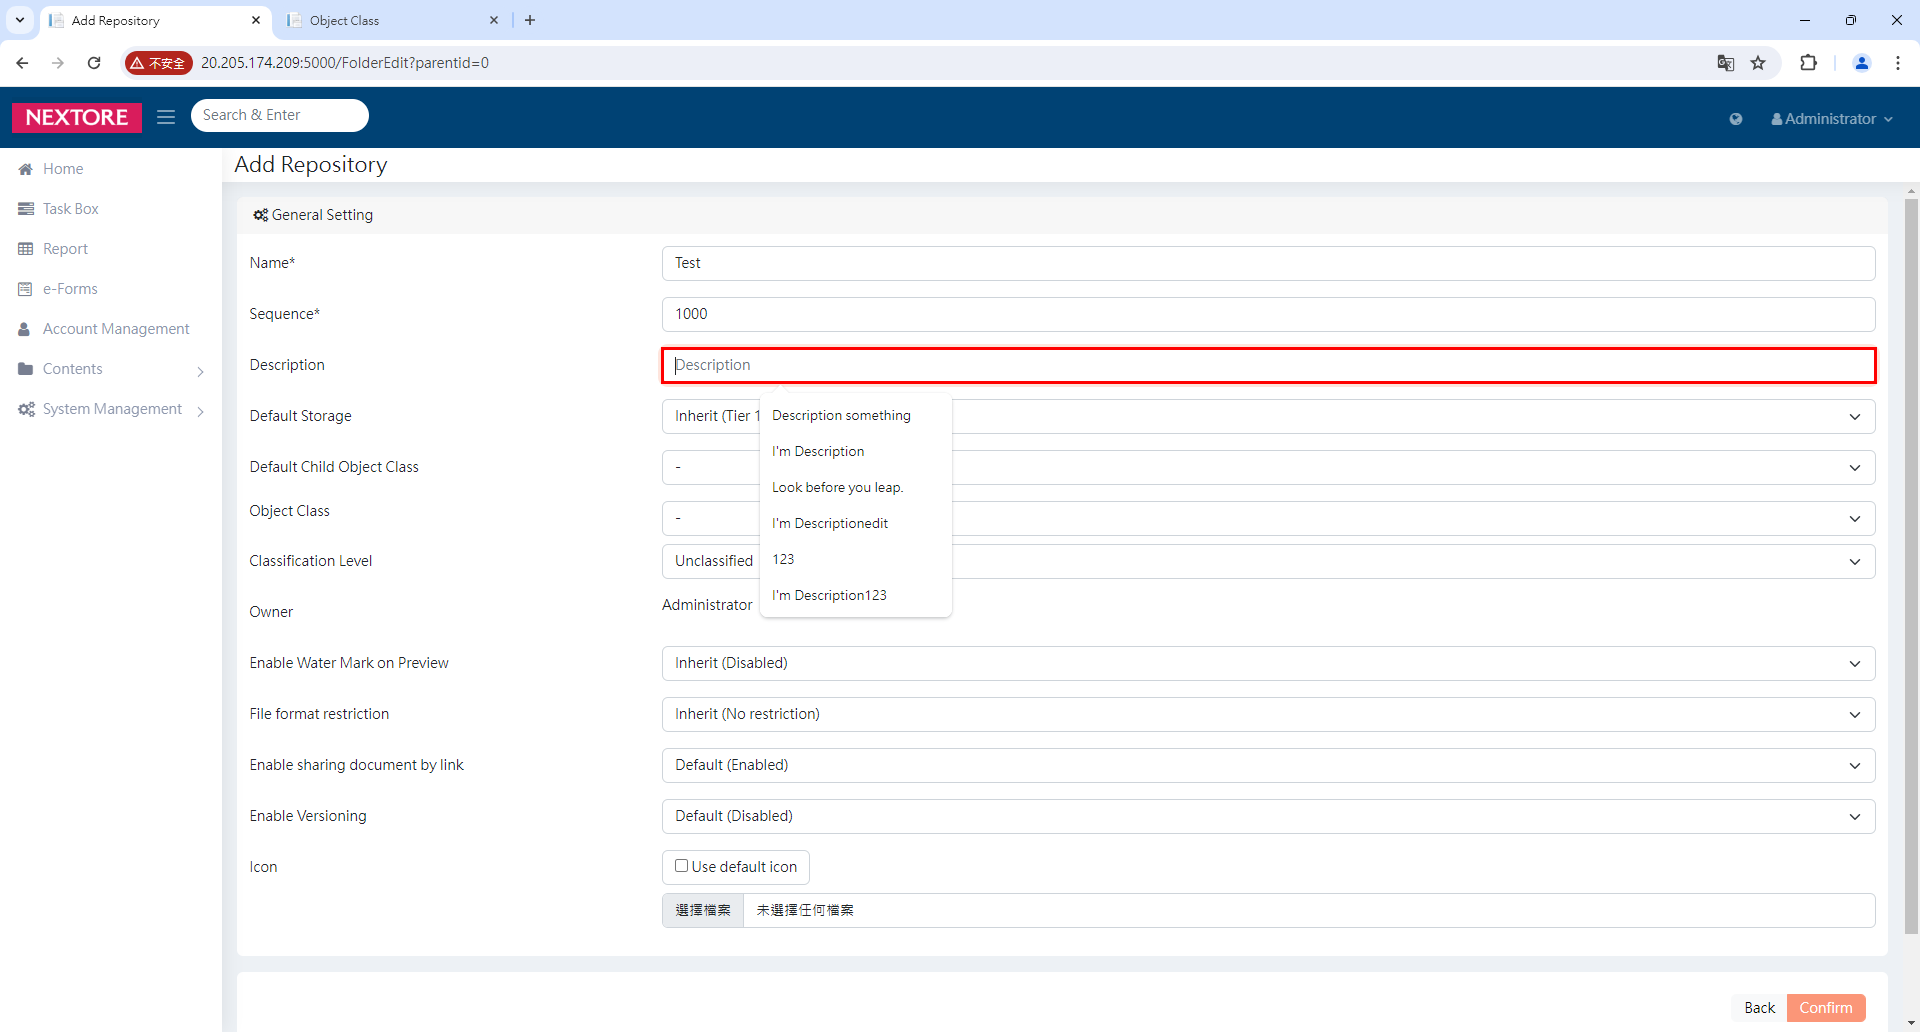 Add Repository
Object Class
不安全
20.205.174.209:5000/FolderEdit?parentid=0
NEXTORE
Search & Enter
Administrator
Home
Task Box
Report
e-Forms
Account Management
Contents
System Management
Add Repository
General Setting
Name*
Test
Sequence*
1000
Description
Description
Default Storage
Inherit (Tier 1
Description something
I'm Description
Look before you leap.
I'm Descriptionedit
123
I'm Description123
Default Child Object Class
-
Object Class
-
Classification Level
Unclassified
Owner
Administrator
Enable Water Mark on Preview
Inherit (Disabled)
File format restriction
Inherit (No restriction)
Enable sharing document by link
Default (Enabled)
Enable Versioning
Default (Disabled)
Icon
Use default icon
選擇檔案 未選擇任何檔案
Back
Confirm